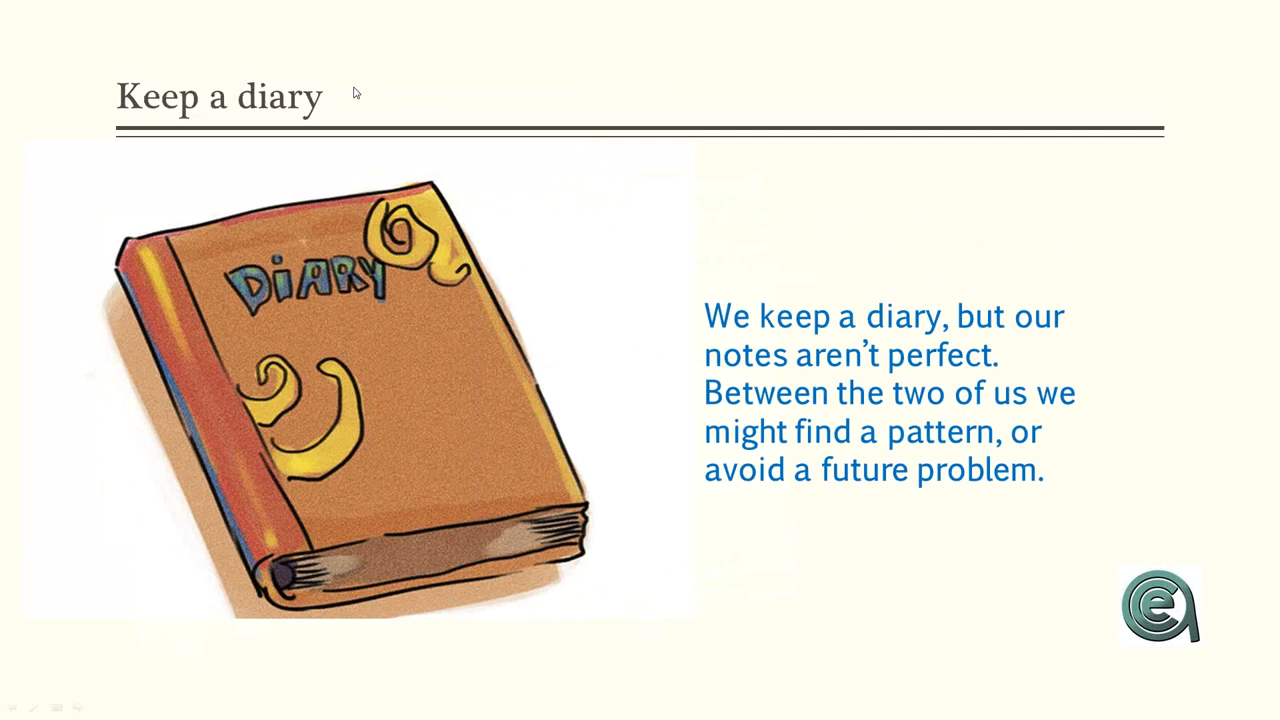 Keep a diary
DiARY
We keep a diary, but our
notes aren't perfect.
Between the two of us we
might find a pattern, or
avoid a future problem.